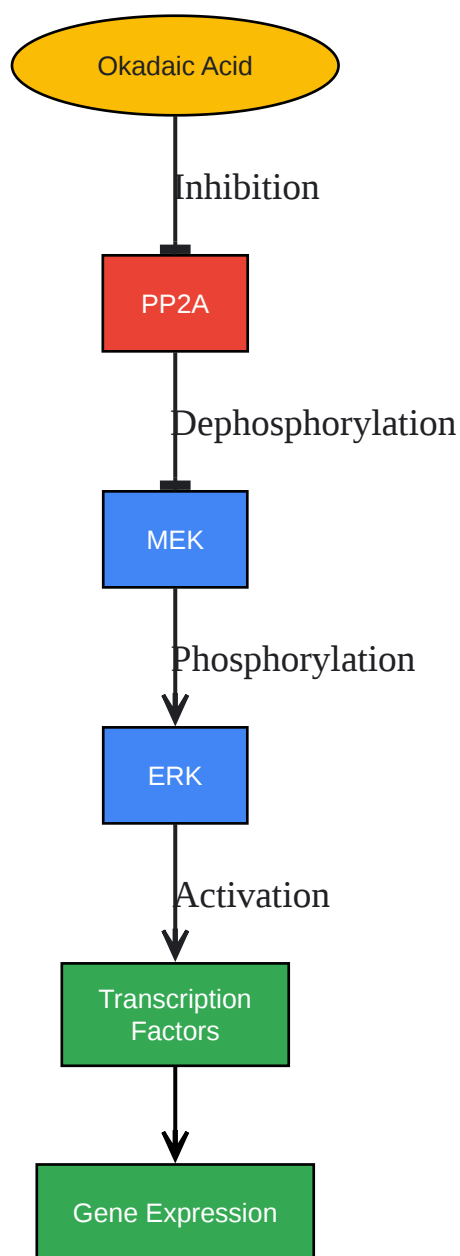 Okadaic Acid
Inhibition
PP2A
Dephosphorylation
MEK
Phosphorylation
ERK
Activation
Transcription
Factors
Gene Expression